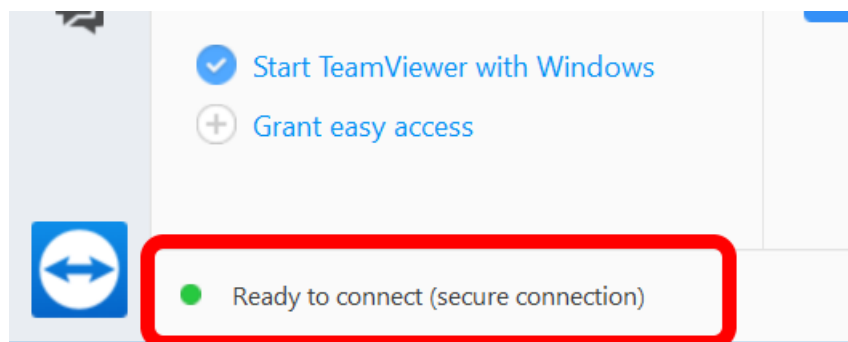 Start TeamViewer with Windows
Grant easy access
Ready to connect (secure connection)